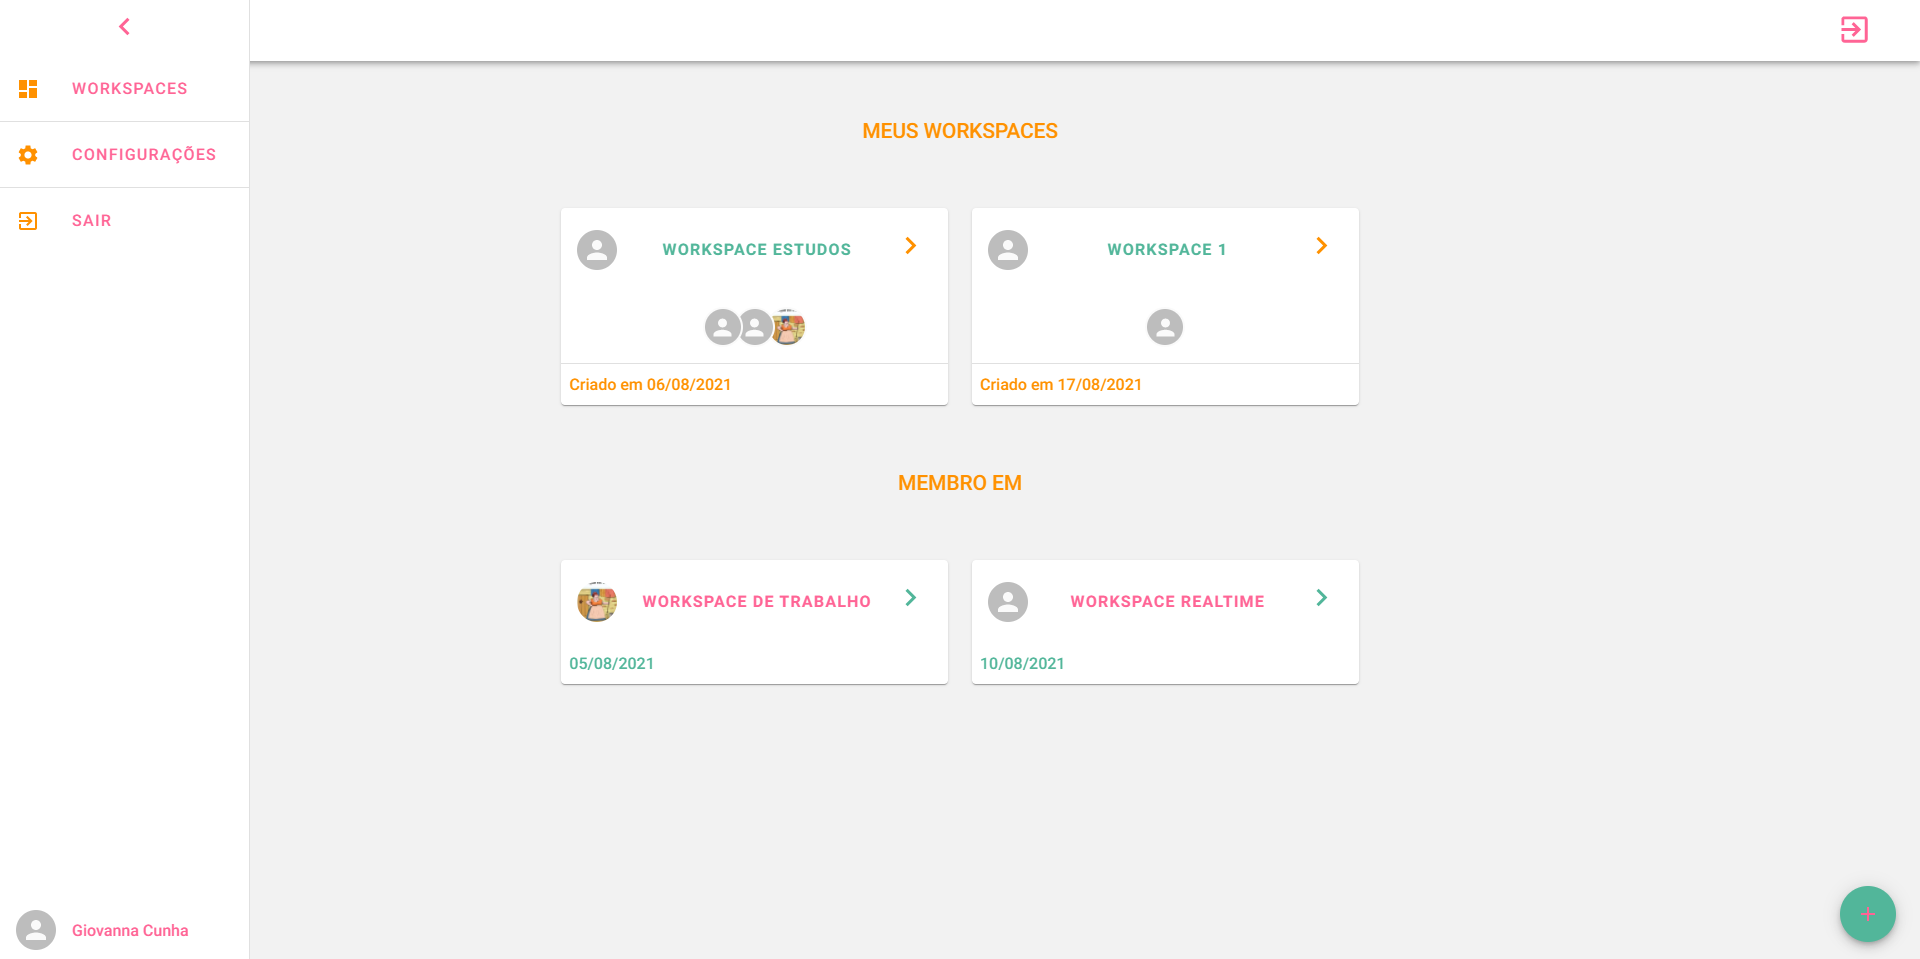 WORKSPACES
CONFIGURAÇÕES
SAIR
MEUS WORKSPACES
WORKSPACE ESTUDOS
Criado em 06/08/2021
WORKSPACE 1
Criado em 17/08/2021
MEMBRO EM
WORKSPACE DE TRABALHO
05/08/2021
WORKSPACE REALTIME
10/08/2021
Giovanna Cunha